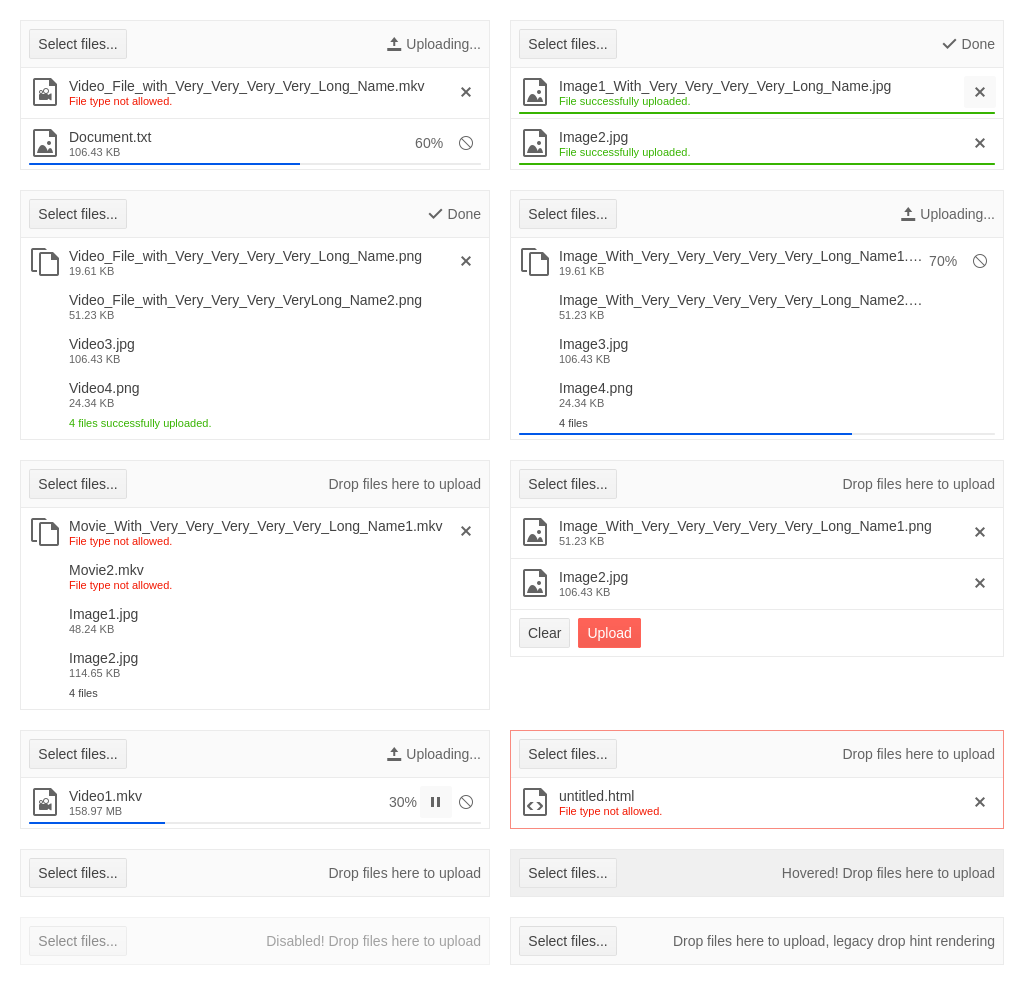 Select files...
Uploading...
Video_File_with_Very_Very_Very_Very_Long_Name.mkv
File type not allowed.
Document.txt
106.43 KB
60%
Select files...
Done
Image1_With_Very_Very_Very_Very_Long_Name.jpg
File successfully uploaded.
Image2.jpg
File successfully uploaded.
Select files...
Done
Video_File_with_Very_Very_Very_Very_Long_Name.png
19.61 KB
Video_File_with_Very_Very_Very_VeryLong_Name2.png
51.23 KB
Video3.jpg
106.43 KB
Video4.png
24.34 KB
4 files successfully uploaded.
Select files...
Uploading...
Image_With_Very_Very_Very_Very_Very_Long_Name1....
19.61 KB
70%
Image_With_Very_Very_Very_Very_Very_Long_Name2....
51.23 KB
Image3.jpg
106.43 KB
Image4.png
24.34 KB
4 files
Select files...
Drop files here to upload
Movie_With_Very_Very_Very_Very_Very_Long_Name1.mkv
File type not allowed.
Movie2.mkv
File type not allowed.
Image1.jpg
48.24 KB
Image2.jpg
114.65 KB
4 files
Select files...
Drop files here to upload
Image_With_Very_Very_Very_Very_Very_Long_Name1.png
51.23 KB
Image2.jpg
106.43 KB
Clear
Upload
Select files...
Uploading...
Video1.mkv
158.97 MB
30%
Select files...
Drop files here to upload
untitled.html
File type not allowed.
Select files...
Drop files here to upload
Select files...
Hovered! Drop files here to upload
Select files...
Disabled! Drop files here to upload
Select files...
Drop files here to upload, legacy drop hint rendering